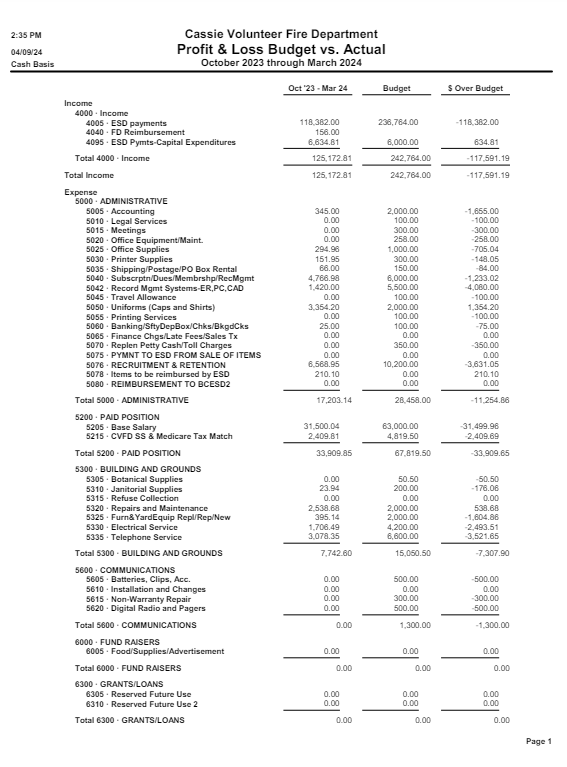 2:35 PM
Cassie Volunteer Fire Department
04/09/24
Profit & Loss Budget vs. Actual
Cash Basis
October 2023 through March 2024
Oct '23 - Mar 24 Budget $ Over Budget
Income
4000 · Income
4005 · ESD payments 118,382.00 236,764.00 -118,382.00
4040 · FD Reimbursement 156.00
4095 · ESD Pymts-Capital Expenditures 6,634.81 6,000.00 634.81
Total 4000 · Income 125,172.81 242,764.00 -117,591.19
Total Income 125,172.81 242,764.00 -117,591.19
Expense
5000 · ADMINISTRATIVE
5005 · Accounting 345.00 2,000.00 -1,655.00
5010 · Legal Services 0.00 100.00 -100.00
5015 · Meetings 0.00 300.00 -300.00
5020 · Office Equipment/Maint. 0.00 258.00 -258.00
5025 · Office Supplies 294.96 1,000.00 -705.04
5030 · Printer Supplies 151.95 300.00 -148.05
5035 · Shipping/Postage/PO Box Rental 66.00 150.00 -84.00
5040 · Subscrptn/Dues/Membrshp/RecMgmt 4,766.98 6,000.00 -1,233.02
5042 · Record Mgmt Systems-ER,PC,CAD 1,420.00 5,500.00 -4,080.00
5045 · Travel Allowance 0.00 100.00 -100.00
5050 · Uniforms (Caps and Shirts) 3,354.20 2,000.00 1,354.20
5055 · Printing Services 0.00 100.00 -100.00
5060 · Banking/SftyDepBox/Chks/BkgdCks 25.00 100.00 -75.00
5065 · Finance Chgs/Late Fees/Sales Tx 0.00 0.00 0.00
5070 · Replen Petty Cash/Toll Charges 0.00 350.00 -350.00
5075 · PYMNT TO ESD FROM SALE OF ITEMS 0.00 0.00 0.00
5076 · RECRUITMENT & RETENTION 6,568.95 10,200.00 -3,631.05
5078 · Items to be reimbursed by ESD 210.10 0.00 210.10
5080 · REIMBURSEMENT TO BCESD2 0.00 0.00 0.00
Total 5000 · ADMINISTRATIVE 17,203.14 28,458.00 -11,254.86
5200 · PAID POSITION
5205 · Base Salary 31,500.04 63,000.00 -31,499.96
5215 · CVFD SS & Medicare Tax Match 2,409.81 4,819.50 -2,409.69
Total 5200 · PAID POSITION 33,909.85 67,819.50 -33,909.65
5300 · BUILDING AND GROUNDS
5305 · Botanical Supplies 0.00 50.50 -50.50
5310 · Janitorial Supplies 23.94 200.00 -176.06
5315 · Refuse Collection 0.00 0.00 0.00
5320 · Repairs and Maintenance 2,538.68 2,000.00 538.68
5325 · Furn&YardEquip Repl/Rep/New 395.14 2,000.00 -1,604.86
5330 · Electrical Service 1,706.49 4,200.00 -2,493.51
5335 · Telephone Service 3,078.35 6,600.00 -3,521.65
Total 5300 · BUILDING AND GROUNDS 7,742.60 15,050.50 -7,307.90
5600 · COMMUNICATIONS
5605 · Batteries, Clips, Acc. 0.00 500.00 -500.00
5610 · Installation and Changes 0.00 0.00 0.00
5615 · Non-Warranty Repair 0.00 300.00 -300.00
5620 · Digital Radio and Pagers 0.00 500.00 -500.00
Total 5600 · COMMUNICATIONS 0.00 1,300.00 -1,300.00
6000 · FUND RAISERS
6005 · Food/Supplies/Advertisement 0.00 0.00 0.00
Total 6000 · FUND RAISERS 0.00 0.00 0.00
6300 · GRANTS/LOANS
6305 · Reserved Future Use 0.00 0.00 0.00
6310 · Reserved Future Use 2 0.00 0.00 0.00
Total 6300 · GRANTS/LOANS 0.00 0.00 0.00
Page 1